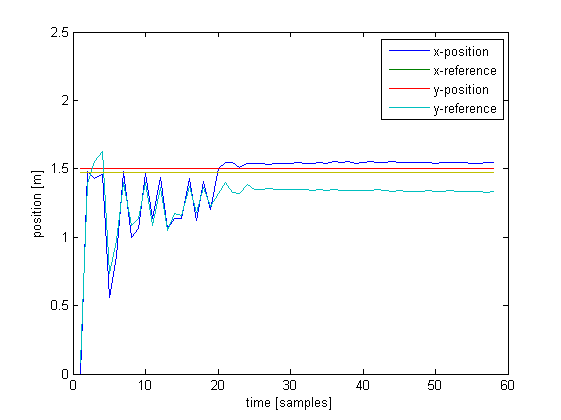 2.5
2
1.5
1
0.5
0
0
10
20
30
40
50
60
position [m]
time [samples]
x-position
x-reference
y-position
y-reference